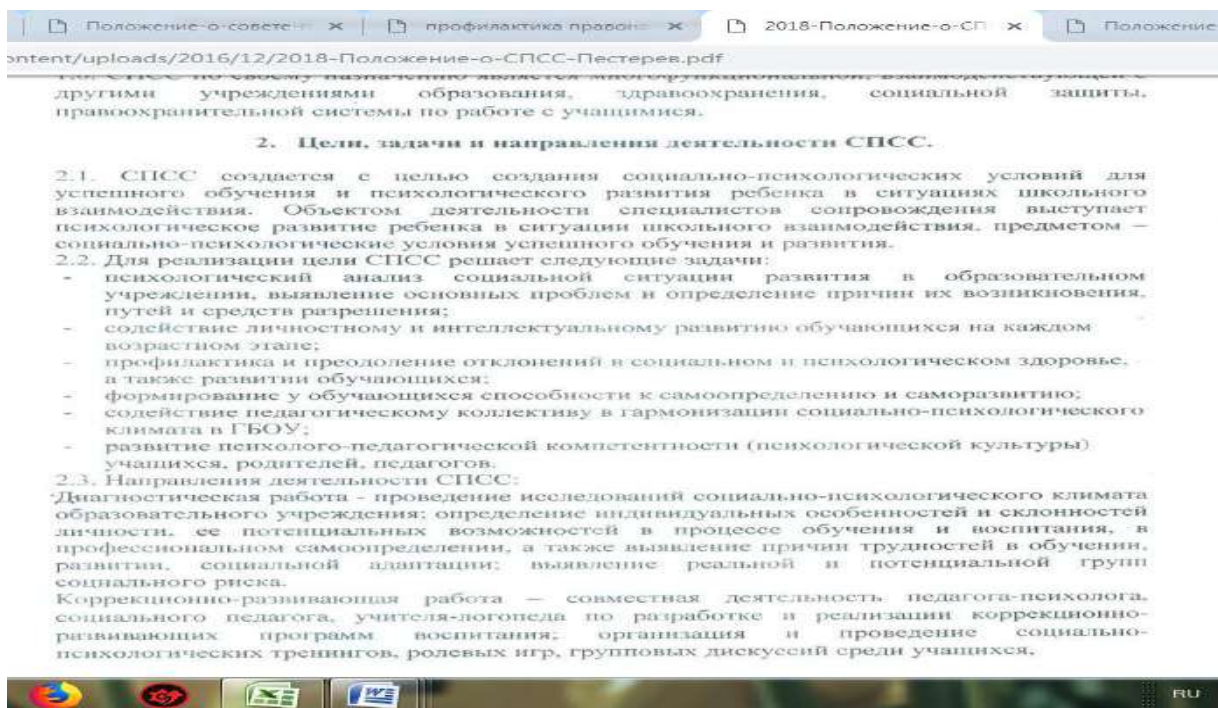 Положение-о-совете-
профилактика правон
2018-Положение-о-СП
Положение
ontent/uploads/2016/12/2018-Положение-о-СПСС-Пестерев.pdf
1.6. СПСС по своему назначению является многофункциональной, взаимодействующей с
другими учреждениями образования, здравоохранения, социальной защиты,
правоохранительной системы по работе с учащимися.
2. Цели, задачи и направления деятельности СПСС.
2.1. СПСС создается с целью создания социально-психологических условий для
успешного обучения и психологического развития ребенка в ситуациях школьного
взаимодействия. Объектом деятельности специалистов сопровождения выступает
психологическое развитие ребенка в ситуации школьного взаимодействия, предметом –
социально-психологические условия успешного обучения и развития.
2.2. Для реализации цели СПСС решает следующие задачи:
- психологический анализ социальной ситуации развития в образовательном
учреждении, выявление основных проблем и определение причин их возникновения,
путей и средств разрешения;
- содействие личностному и интеллектуальному развитию обучающихся на каждом
возрастном этапе;
- профилактика и преодоление отклонений в социальном и психологическом здоровье,
а также развитии обучающихся;
- формирование у обучающихся способности к самоопределению и саморазвитию;
- содействие педагогическому коллективу в гармонизации социально-психологического
климата в ГБОУ;
- развитие психолого-педагогической компетентности (психологической культуры)
учащихся, родителей, педагогов.
2.3. Направления деятельности СПСС:
Диагностическая работа - проведение исследований социально-психологического климата
образовательного учреждения; определение индивидуальных особенностей и склонностей
личности, ее потенциальных возможностей в процессе обучения и воспитания, в
профессиональном самоопределении, а также выявление причин трудностей в обучении,
развитии, социальной адаптации; выявление реальной и потенциальной групп
социального риска.
Коррекционно-развивающая работа – совместная деятельность педагога-психолога,
социального педагога, учителя-логопеда по разработке и реализации коррекционно-
развивающих программ воспитания; организация и проведение социально-
психологических тренингов, ролевых игр, групповых дискуссий среди учащихся,
RU